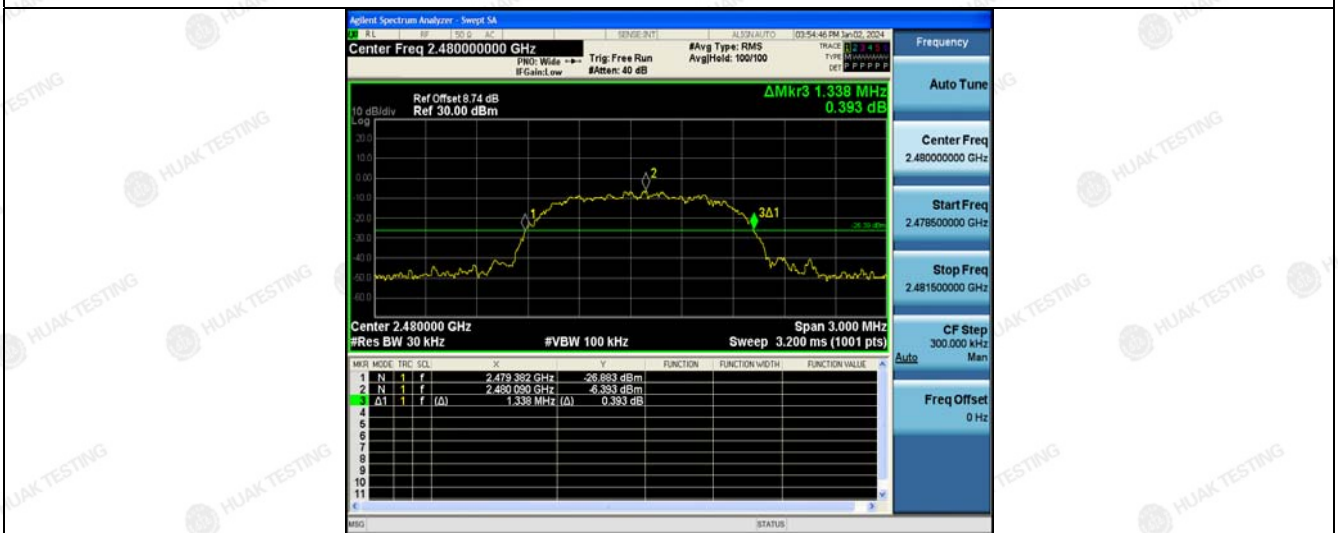 Agilent Spectrum Analyzer - Swept SA
RL RF 50 Ω AC SENSE:INT ALIGN AUTO 03:54:46 PM Jan 02, 2024
Center Freq 2.480000000 GHz
PNO: Wide Trig: Free Run
IFGain:Low #Atten: 40 dB
#Avg Type: RMS
Avg|Hold: 100/100
TRACE 1 2 3 4 5 6
TYPE M
DET P P P P P P
Frequency
Auto Tune
Center Freq
2.480000000 GHz
Start Freq
2.478500000 GHz
Stop Freq
2.481500000 GHz
CF Step
300.000 kHz
Auto Man
Freq Offset
0 Hz
ΔMkr3 1.338 MHz
0.393 dB
Ref Offset 8.74 dB
10 dB/div Ref 30.00 dBm
Log
20.0
10.0
0.00
-10.0
-20.0
-30.0
-40.0
-50.0
-60.0
1
2
3Δ1
-26.39 dBm
Center 2.480000 GHz Span 3.000 MHz
#Res BW 30 kHz #VBW 100 kHz Sweep 3.200 ms (1001 pts)
MKR MODE TRC SCL X Y FUNCTION FUNCTION WIDTH FUNCTION VALUE
1 N 1 f 2.479 382 GHz -26.883 dBm
2 N 1 f 2.480 090 GHz -6.393 dBm
3 Δ1 1 f (Δ) 1.338 MHz (Δ) 0.393 dB
4
5
6
7
8
9
10
11
MSG STATUS
HUAK TESTING